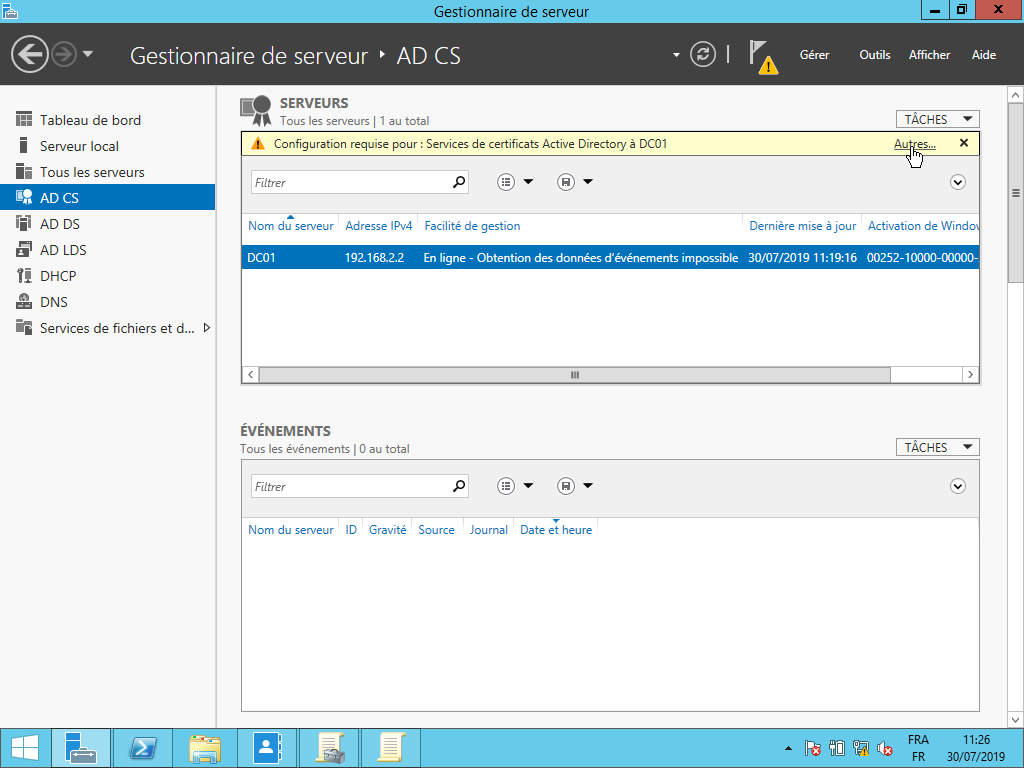 Gestionnaire de serveur
Gestionnaire de serveur ‣ AD CS
Gérer Outils Afficher Aide
Tableau de bord
Serveur local
Tous les serveurs
AD CS
AD DS
AD LDS
DHCP
DNS
Services de fichiers et d...
SERVEURS
Tous les serveurs | 1 au total
TÂCHES
Configuration requise pour : Services de certificats Active Directory à DC01 Autres...
Filtrer
Nom du serveur Adresse IPv4 Facilité de gestion Dernière mise à jour Activation de Window
DC01 192.168.2.2 En ligne - Obtention des données d'événements impossible 30/07/2019 11:19:16 00252-10000-00000-
ÉVÉNEMENTS
Tous les événements | 0 au total
TÂCHES
Filtrer
Nom du serveur ID Gravité Source Journal Date et heure
FRA
FR
11:26
30/07/2019